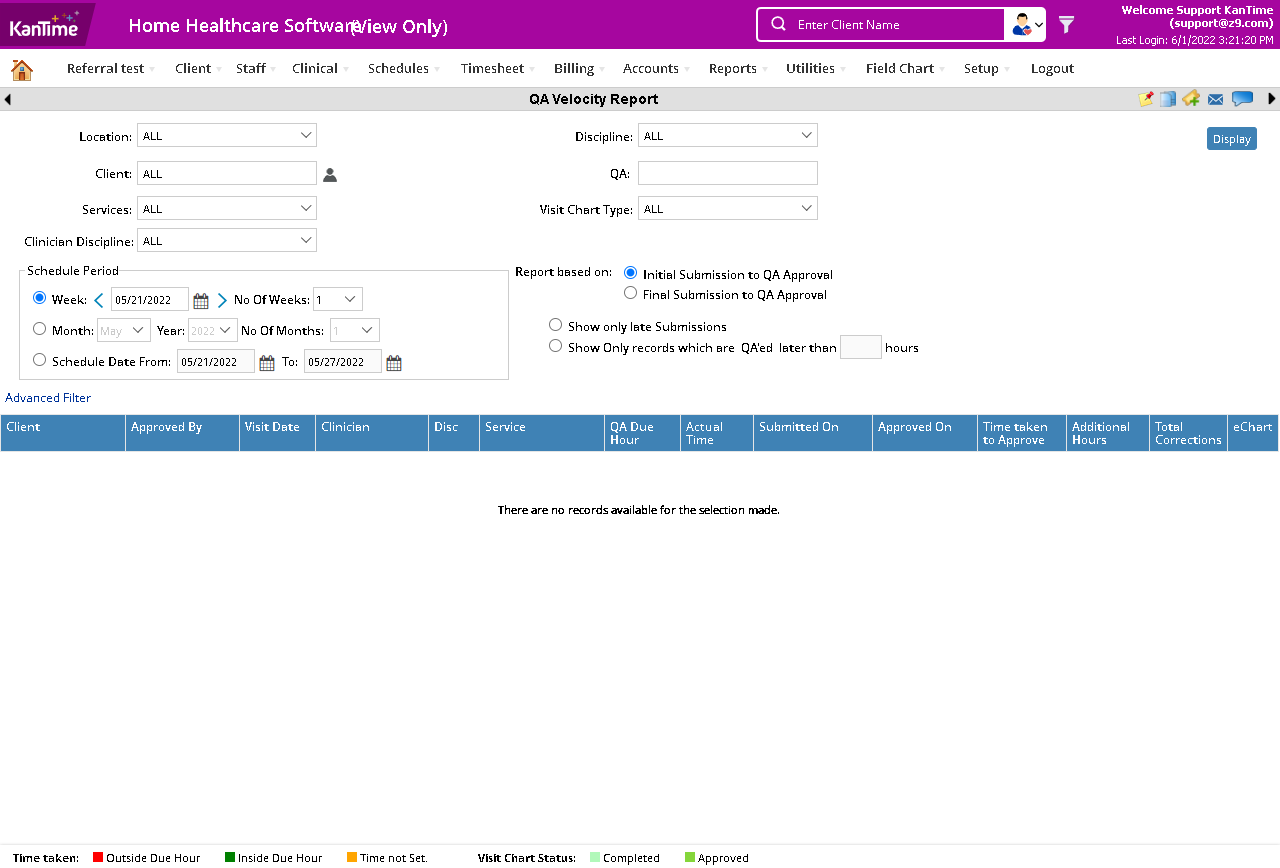 KanTime
Home Healthcare Software(View Only)
Enter Client Name
Welcome Support KanTime
(support@z9.com)
Last Login: 6/1/2022 3:21:20 PM
Referral test Client Staff Clinical Schedules Timesheet Billing Accounts Reports Utilities Field Chart Setup Logout
QA Velocity Report
Location: ALL Discipline: ALL Display
Client: ALL QA:
Services: ALL Visit Chart Type: ALL
Clinician Discipline: ALL
Schedule Period Report based on: Initial Submission to QA Approval
Week: 05/21/2022 No Of Weeks: 1 Final Submission to QA Approval
Month: May Year: 2022 No Of Months: 1 Show only late Submissions
Show Only records which are QA'ed later than hours
Schedule Date From: 05/21/2022 To: 05/27/2022
Advanced Filter
Client Approved By Visit Date Clinician Disc Service QA Due Hour Actual Time Submitted On Approved On Time taken to Approve Additional Hours Total Corrections eChart
There are no records available for the selection made.
Time taken: Outside Due Hour Inside Due Hour Time not Set. Visit Chart Status: Completed Approved